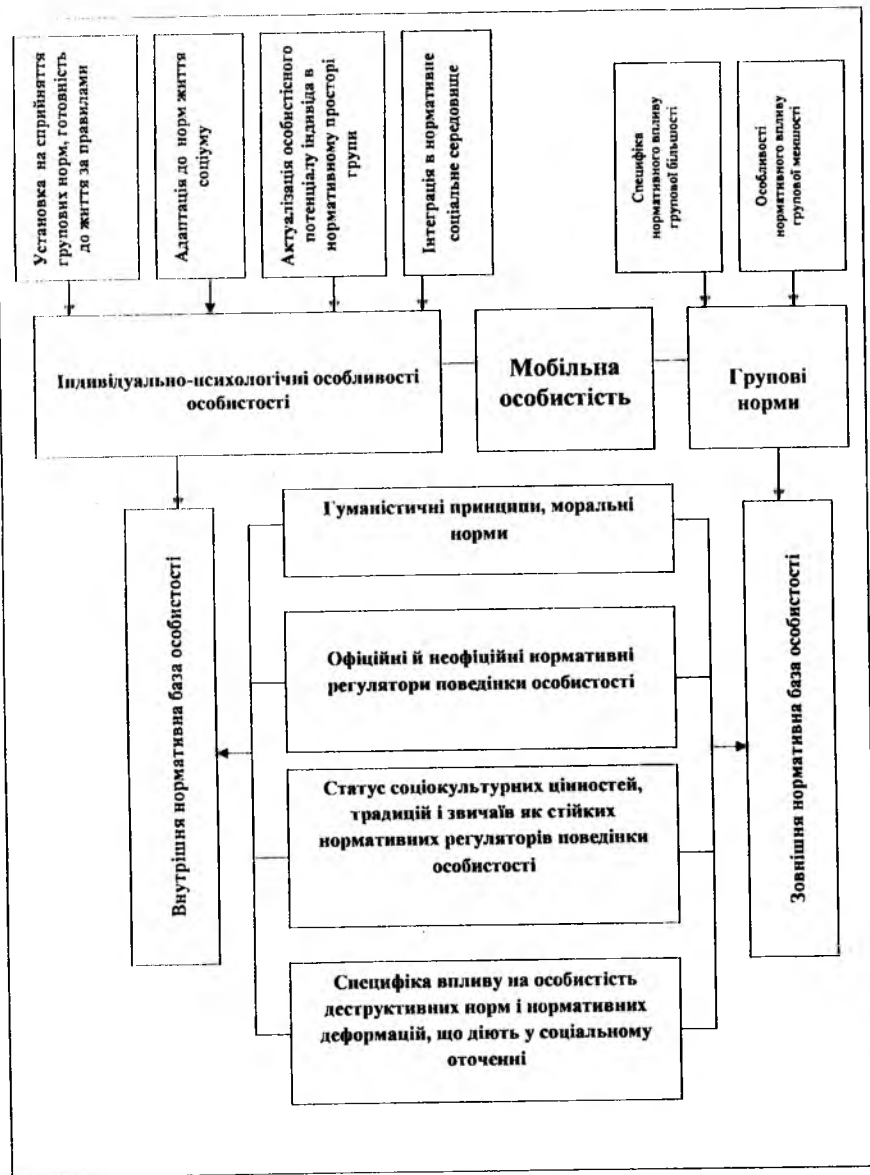 Установка на сприйняття
групових норм, готовність
до життя за правилами
Адаптація до норм життя
соціуму
Актуалізація особистісного
потенціалу індивіда в
нормативному просторі
групи
Інтеграція в нормативне
соціальне середовище
Специфіка
нормативного впливу
групової більшості
Особливості
нормативного впливу
групової меншості
Індивідуально-психологічні особливості
особистості
Мобільна
особистість
Групові
норми
Внутрішня нормативна база особистості
Гуманістичні принципи, моральні
норми
Офіційні й неофіційні нормативні
регулятори поведінки особистості
Статус соціокультурних цінностей,
традицій і звичаїв як стійких
нормативних регуляторів поведінки
особистості
Специфіка впливу на особистість
деструктивних норм і нормативних
деформацій, що діють у соціальному
оточенні
Зовнішня нормативна база особистості